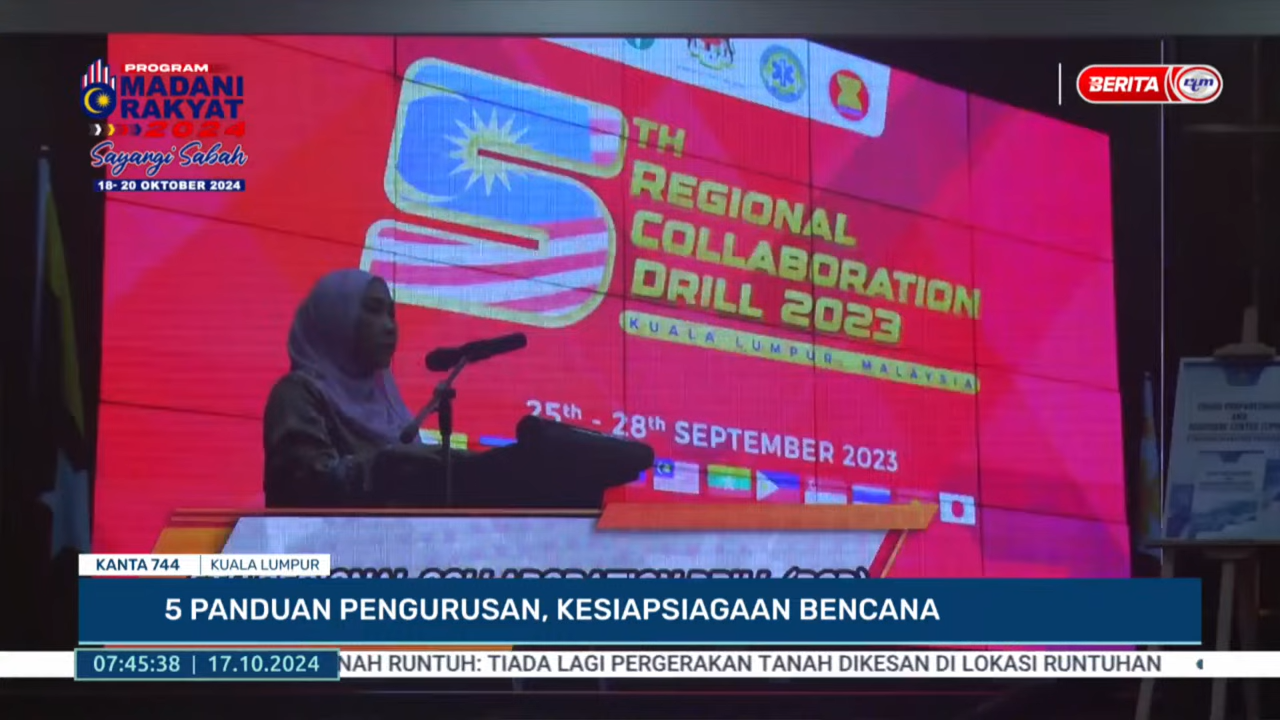 PROGRAM
MADANI
RAKYAT
2024
Sayangi Sabah
18-20 OKTOBER 2024
BERITA rtm
5TH
REGIONAL
COLLABORATION
DRILL 2023
KUALA LUMPUR, MALAYSIA
25th - 28th SEPTEMBER 2023
KANTA 744 | KUALA LUMPUR
5 PANDUAN PENGURUSAN, KESIAPSIAGAAN BENCANA
07:45:38 | 17.10.2024
NAH RUNTUH: TIADA LAGI PERGERAKAN TANAH DIKESAN DI LOKASI RUNTUHAN